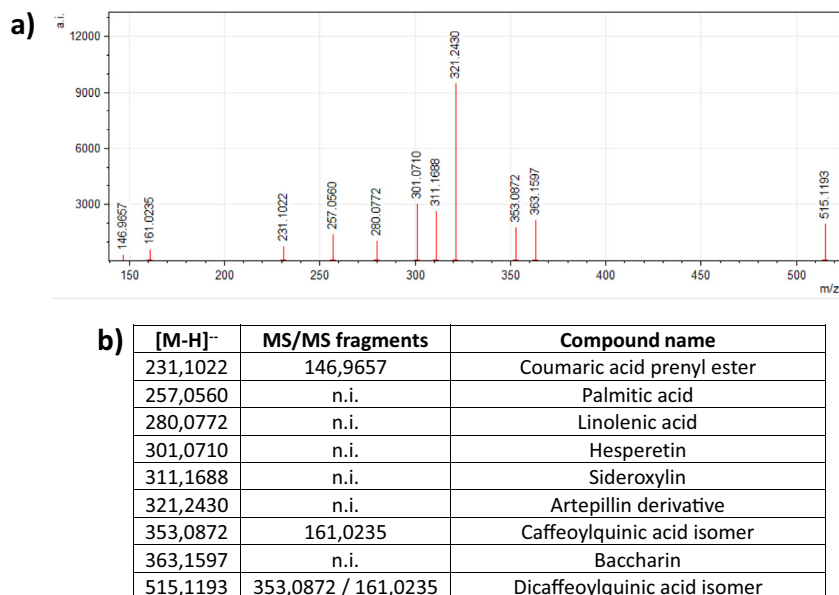 a)
a.i.
12000
9000
6000
3000
146.9657
161.0235
231.1022
257.0560
280.0772
301.0710
311.1688
321.2430
353.0872
363.1597
515.1193
150 200 250 300 350 400 450 500
m/z
b)
[M-H]-- MS/MS fragments Compound name
231,1022 146,9657 Coumaric acid prenyl ester
257,0560 n.i. Palmitic acid
280,0772 n.i. Linolenic acid
301,0710 n.i. Hesperetin
311,1688 n.i. Sideroxylin
321,2430 n.i. Artepillin derivative
353,0872 161,0235 Caffeoylquinic acid isomer
363,1597 n.i. Baccharin
515,1193 353,0872 / 161,0235 Dicaffeoylquinic acid isomer